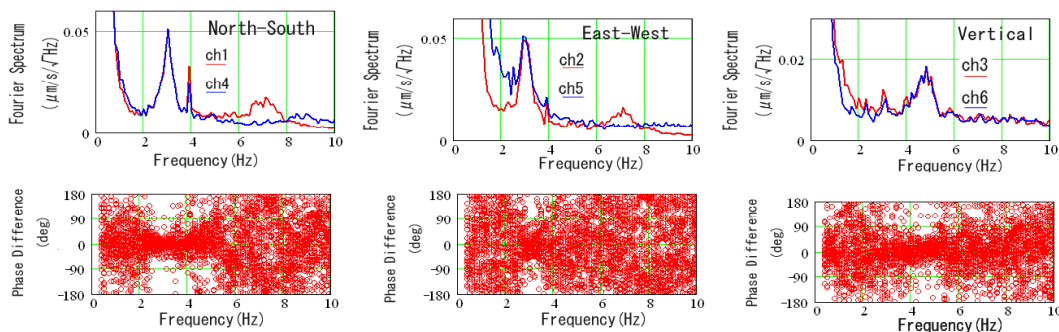 North-South
0.05
ch1
ch4
Fourier Spectrum
(μm/s/√Hz)
0
0 2 4 6 8 10
Frequency(Hz)
East-West
0.05
ch2
ch5
Fourier Spectrum
(μm/s/√Hz)
0
0 2 4 6 8 10
Frequency(Hz)
Vertical
0.02
ch3
ch6
Fourier Spectrum
(μm/s/√Hz)
0
0 2 4 6 8 10
Frequency(Hz)
Phase Difference
(deg)
180
90
0
-90
-180
0 2 4 6 8 10
Frequency(Hz)
Phase Difference
(deg)
180
90
0
-90
-180
0 2 4 6 8 10
Frequency(Hz)
Phase Difference
(deg)
180
90
0
-90
-180
0 2 4 6 8 10
Frequency(Hz)